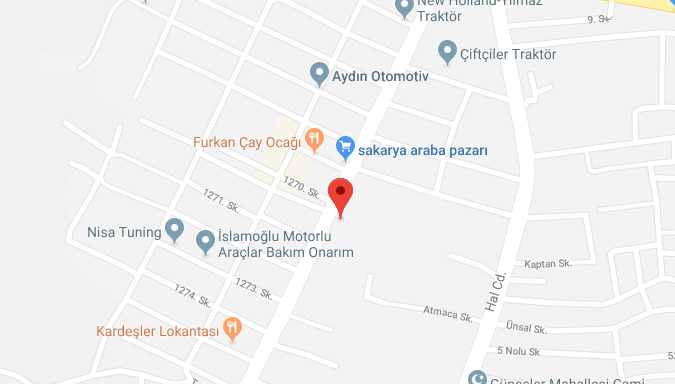 New Holland-Yılmaz
Traktör
9. Sk.
Çiftçiler Traktör
Aydın Otomotiv
Furkan Çay Ocağı
sakarya araba pazarı
1270. Sk.
1271. Sk.
Nisa Tuning
İslamoğlu Motorlu
Araçlar Bakım Onarım
Kaptan Sk.
Hal Cd.
1273. Sk.
1274. Sk.
Atmaca Sk.
Ünsal Sk.
Kardeşler Lokantası
5 Nolu Sk.
Güneşler Mahallesi Cami